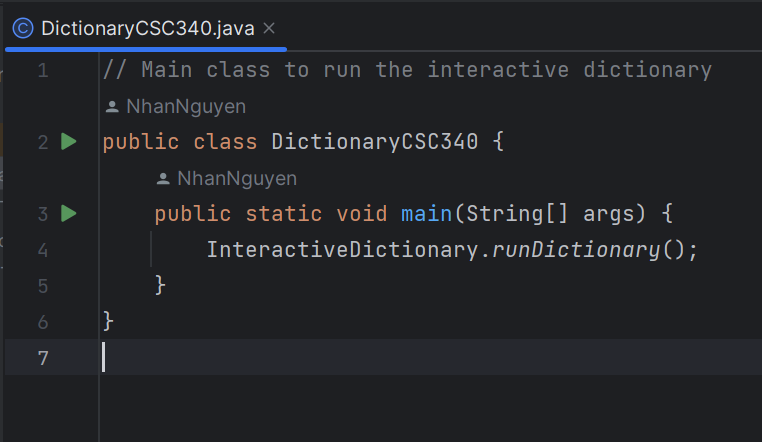 DictionaryCSC340.java
1 // Main class to run the interactive dictionary
NhanNguyen
2 public class DictionaryCSC340 {
NhanNguyen
3 public static void main(String[] args) {
4 InteractiveDictionary.runDictionary();
5 }
6 }
7